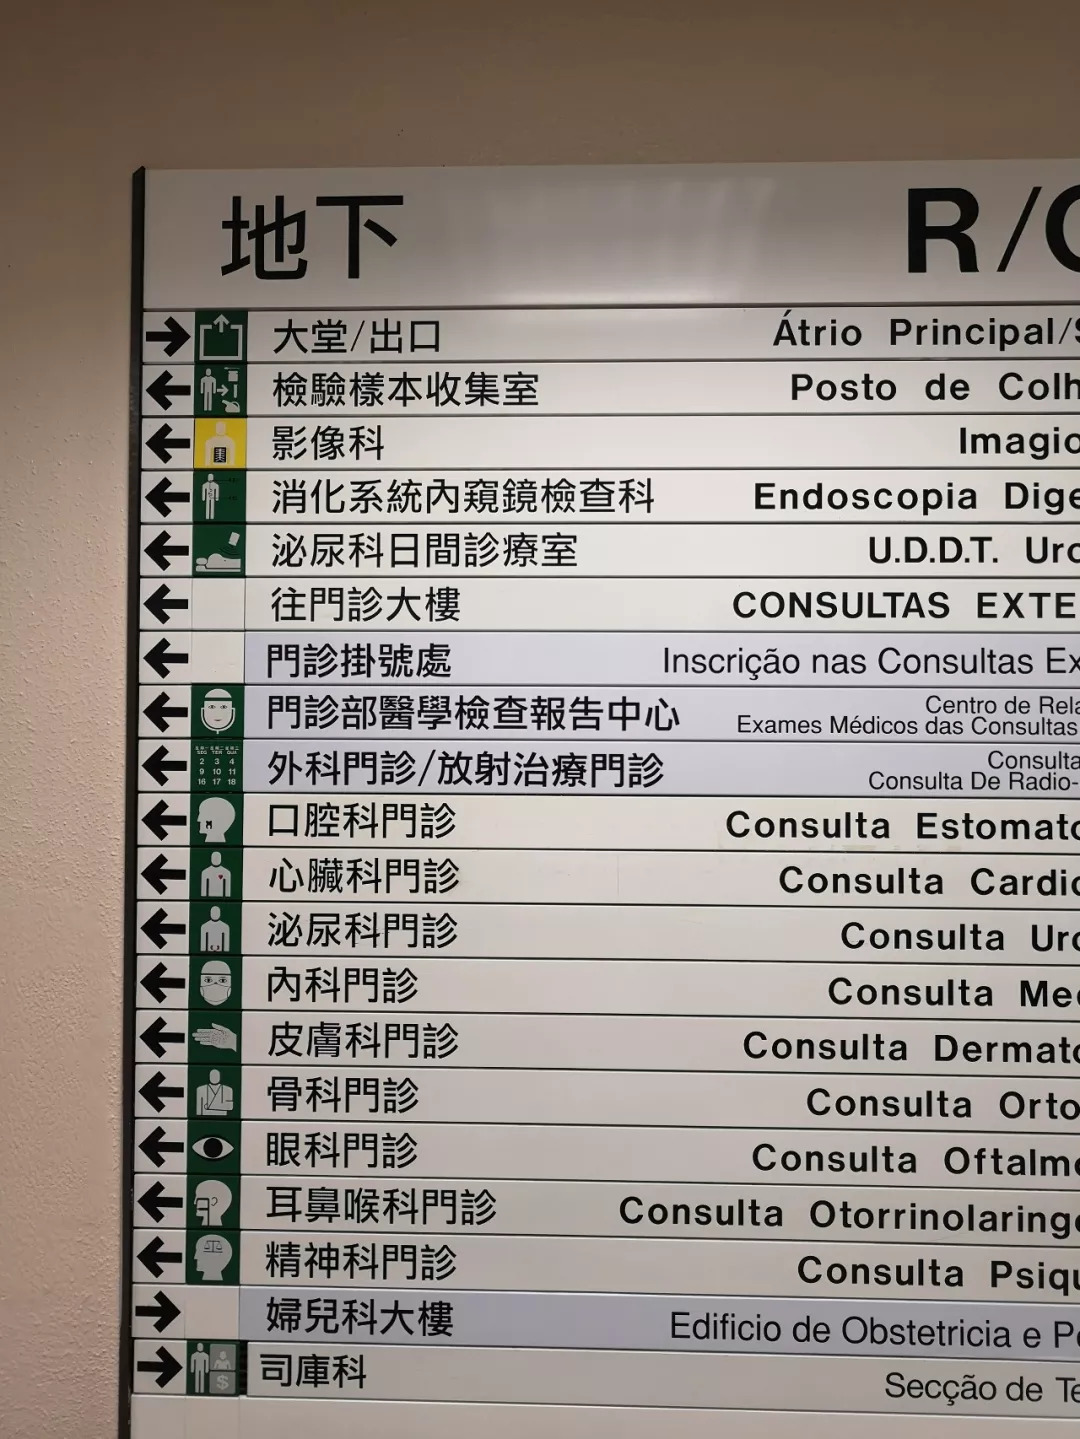 地下 R/
大堂/出口 Átrio Principal/
檢驗樣本收集室 Posto de
影像科
消化系統內窺鏡檢查科 Endoscopia
泌尿科日間診療室 U.D.D.T.
往門診大樓 CONSULTAS
門診掛號處 Inscrição nas Consultas
門診部醫學檢查報告中心 Centro de
Exames Médicos das Consultas
外科門診/放射治療門診
Consulta De Radio-
口腔科門診 Consulta
心臟科門診 Consulta
泌尿科門診 Consulta
內科門診 Consulta
皮膚科門診 Consulta
骨科門診 Consulta
眼科門診 Consulta
耳鼻喉科門診 Consulta
精神科門診 Consulta
婦兒科大樓 Edificio de Obstetricia e
司庫科 Secção de